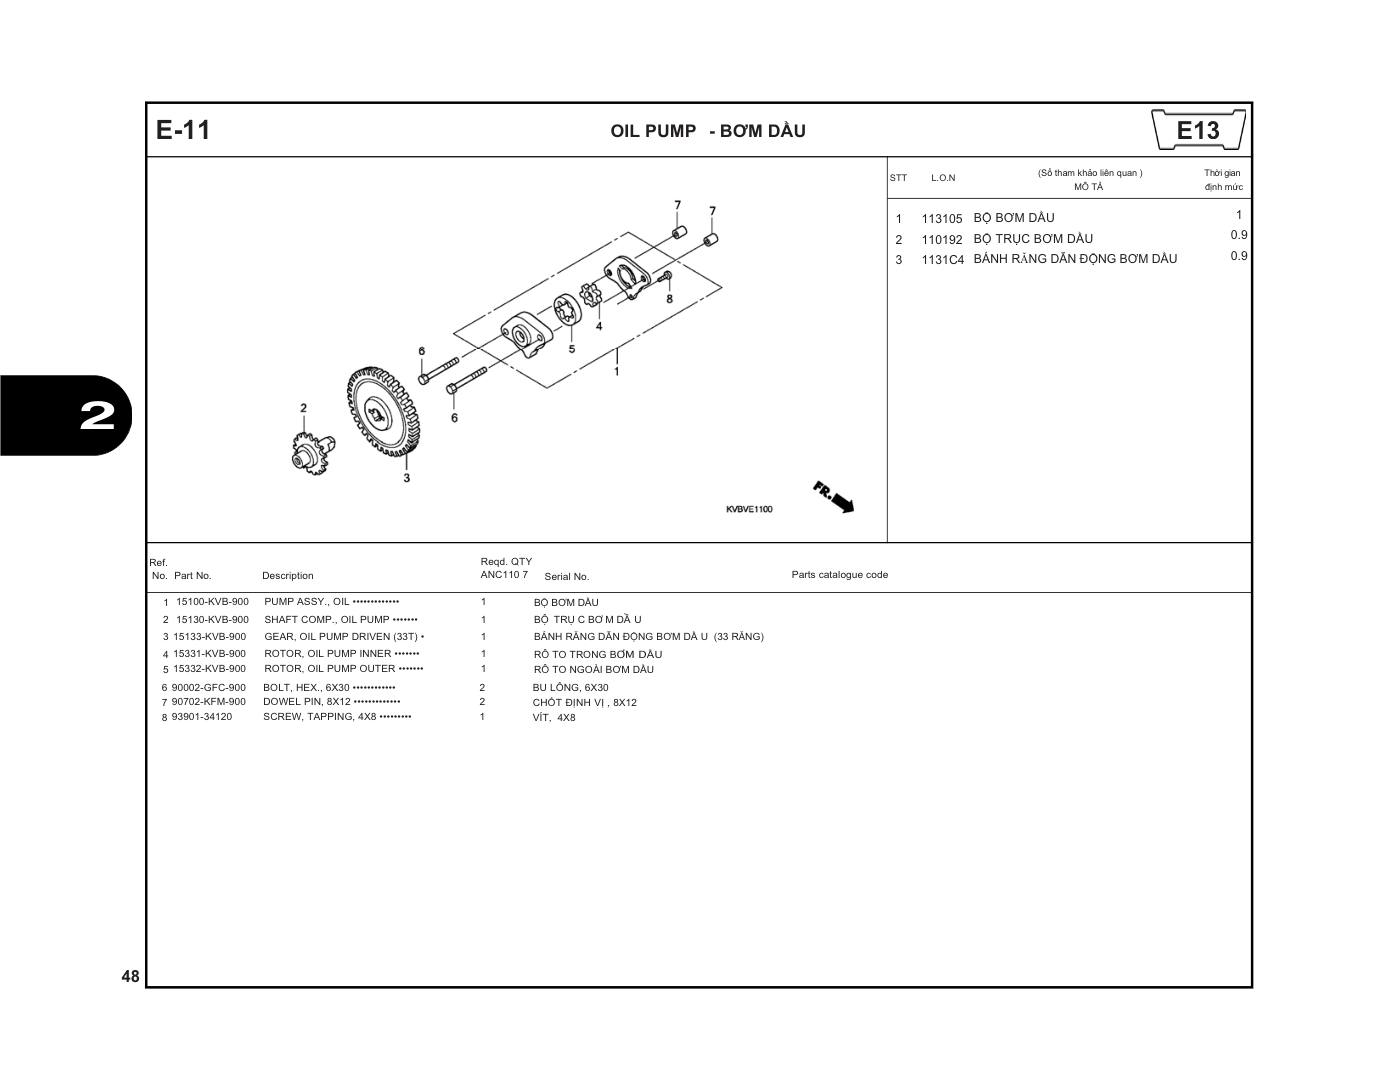 E-11
OIL PUMP - BƠM DẦU
E13
STT L.O.N (Số tham khảo liên quan ) MÔ TẢ Thời gian định mức
1 113105 BỘ BƠM DẦU 1
2 110192 BỘ TRỤC BƠM DẦU 0.9
3 1131C4 BÁNH RĂNG DẪN ĐỘNG BƠM DẦU 0.9
7
7
8
4
5
6
1
6
2
3
FR.
KVBVE1100
2
Ref. No. Part No. Description Reqd. QTY ANC110 7 Serial No. Parts catalogue code
1 15100-KVB-900 PUMP ASSY., OIL ••••••••••••• 1 BỘ BƠM DẦU
2 15130-KVB-900 SHAFT COMP., OIL PUMP ••••••• 1 BỘ TRỤ C BƠ M DẦ U
3 15133-KVB-900 GEAR, OIL PUMP DRIVEN (33T) • 1 BÁNH RĂNG DẪN ĐỘNG BƠM DẦ U (33 RĂNG)
4 15331-KVB-900 ROTOR, OIL PUMP INNER ••••••• 1 RÔ TO TRONG BƠM DẦU
5 15332-KVB-900 ROTOR, OIL PUMP OUTER ••••••• 1 RÔ TO NGOÀI BƠM DẦU
6 90002-GFC-900 BOLT, HEX., 6X30 •••••••••••• 2 BU LÔNG, 6X30
7 90702-KFM-900 DOWEL PIN, 8X12 ••••••••••••• 2 CHỐT ĐỊNH VỊ , 8X12
8 93901-34120 SCREW, TAPPING, 4X8 ••••••••• 1 VÍT, 4X8
48